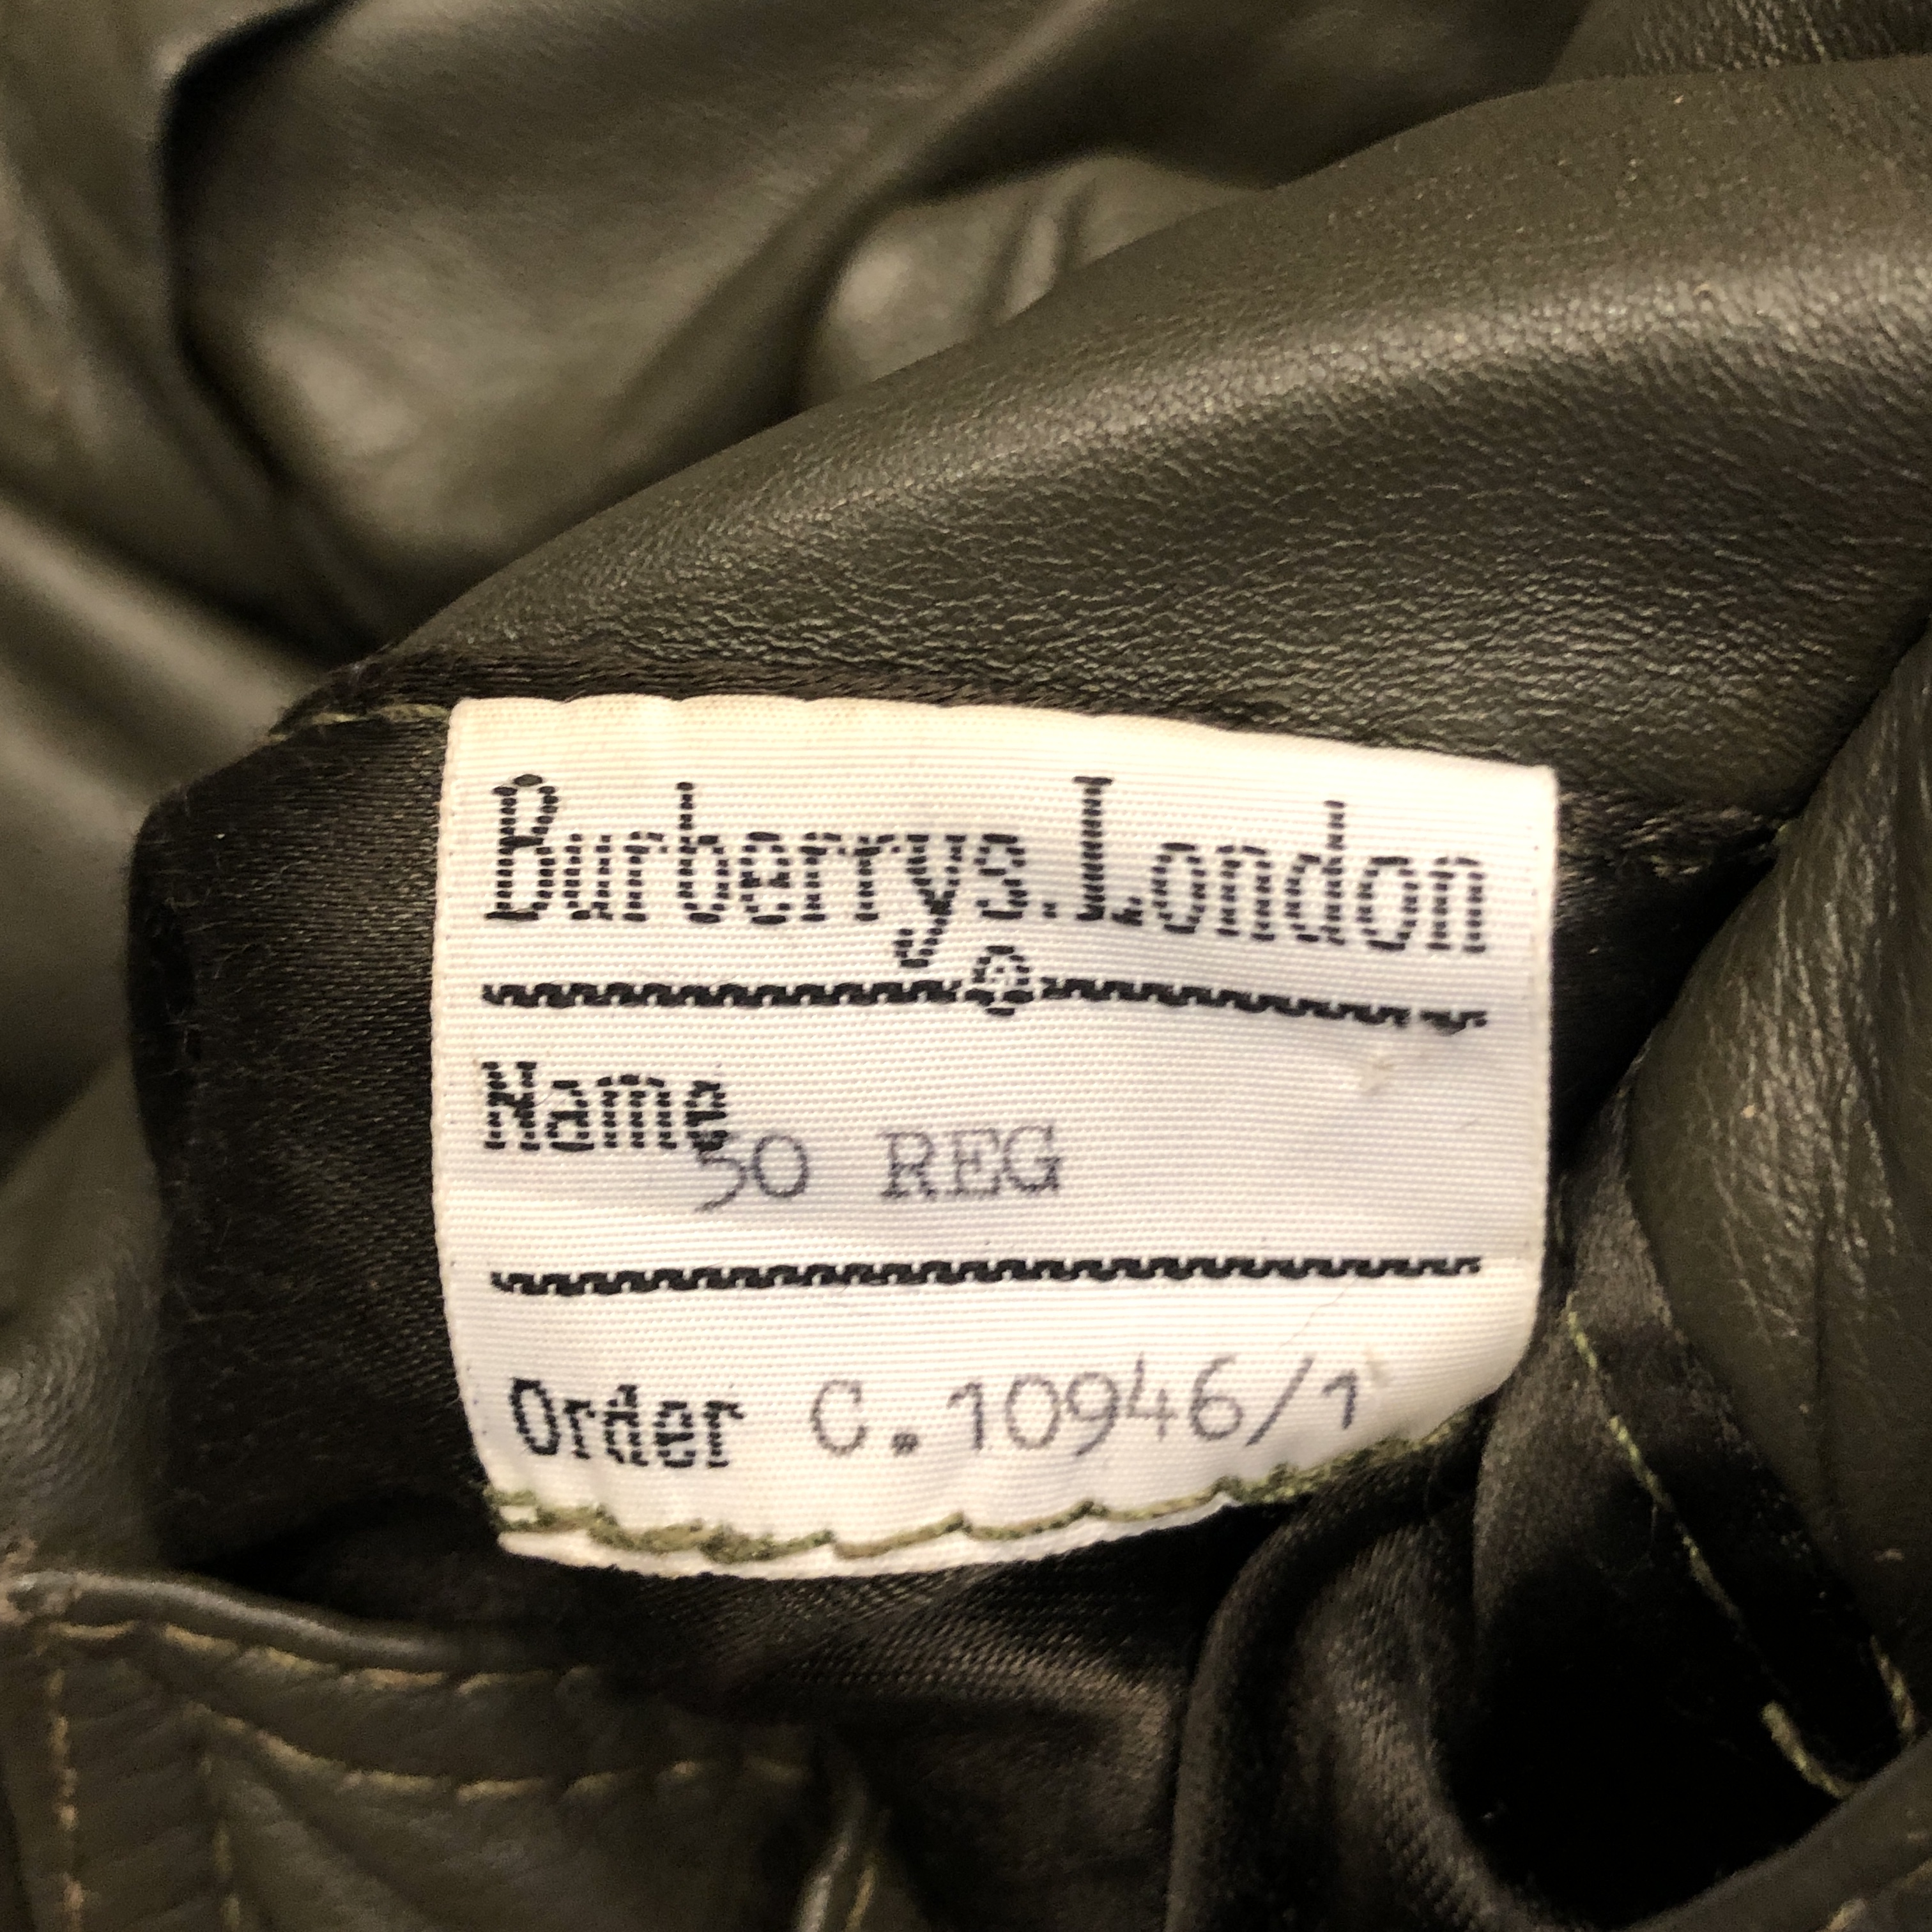 Burberrys.London
Name
50 REG
Order C.10946/1